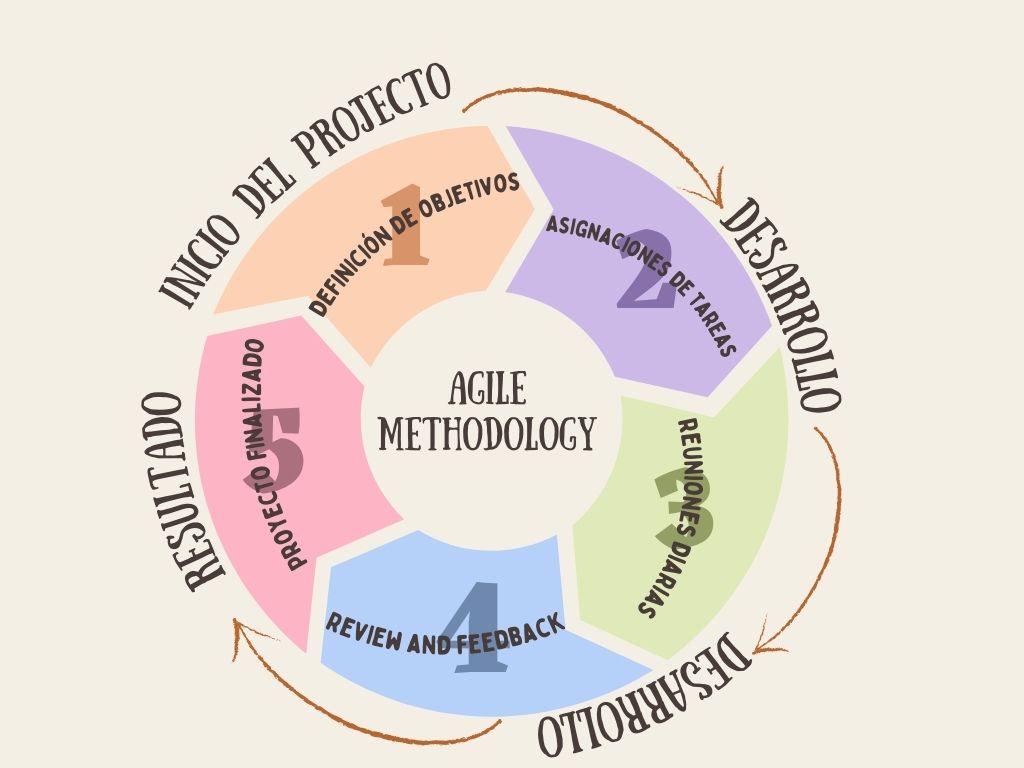 INICIO DEL PROJECTO
1
DEFINICIÓN DE OBJETIVOS
DESARROLLO
2
ASIGNACIONES DE TAREAS
3
REUNIONES DIARIAS
DESARROLLO
4
REVIEW AND FEEDBACK
RESULTADO
5
PROYECTO FINALIZADO
AGILE
METHODOLOGY